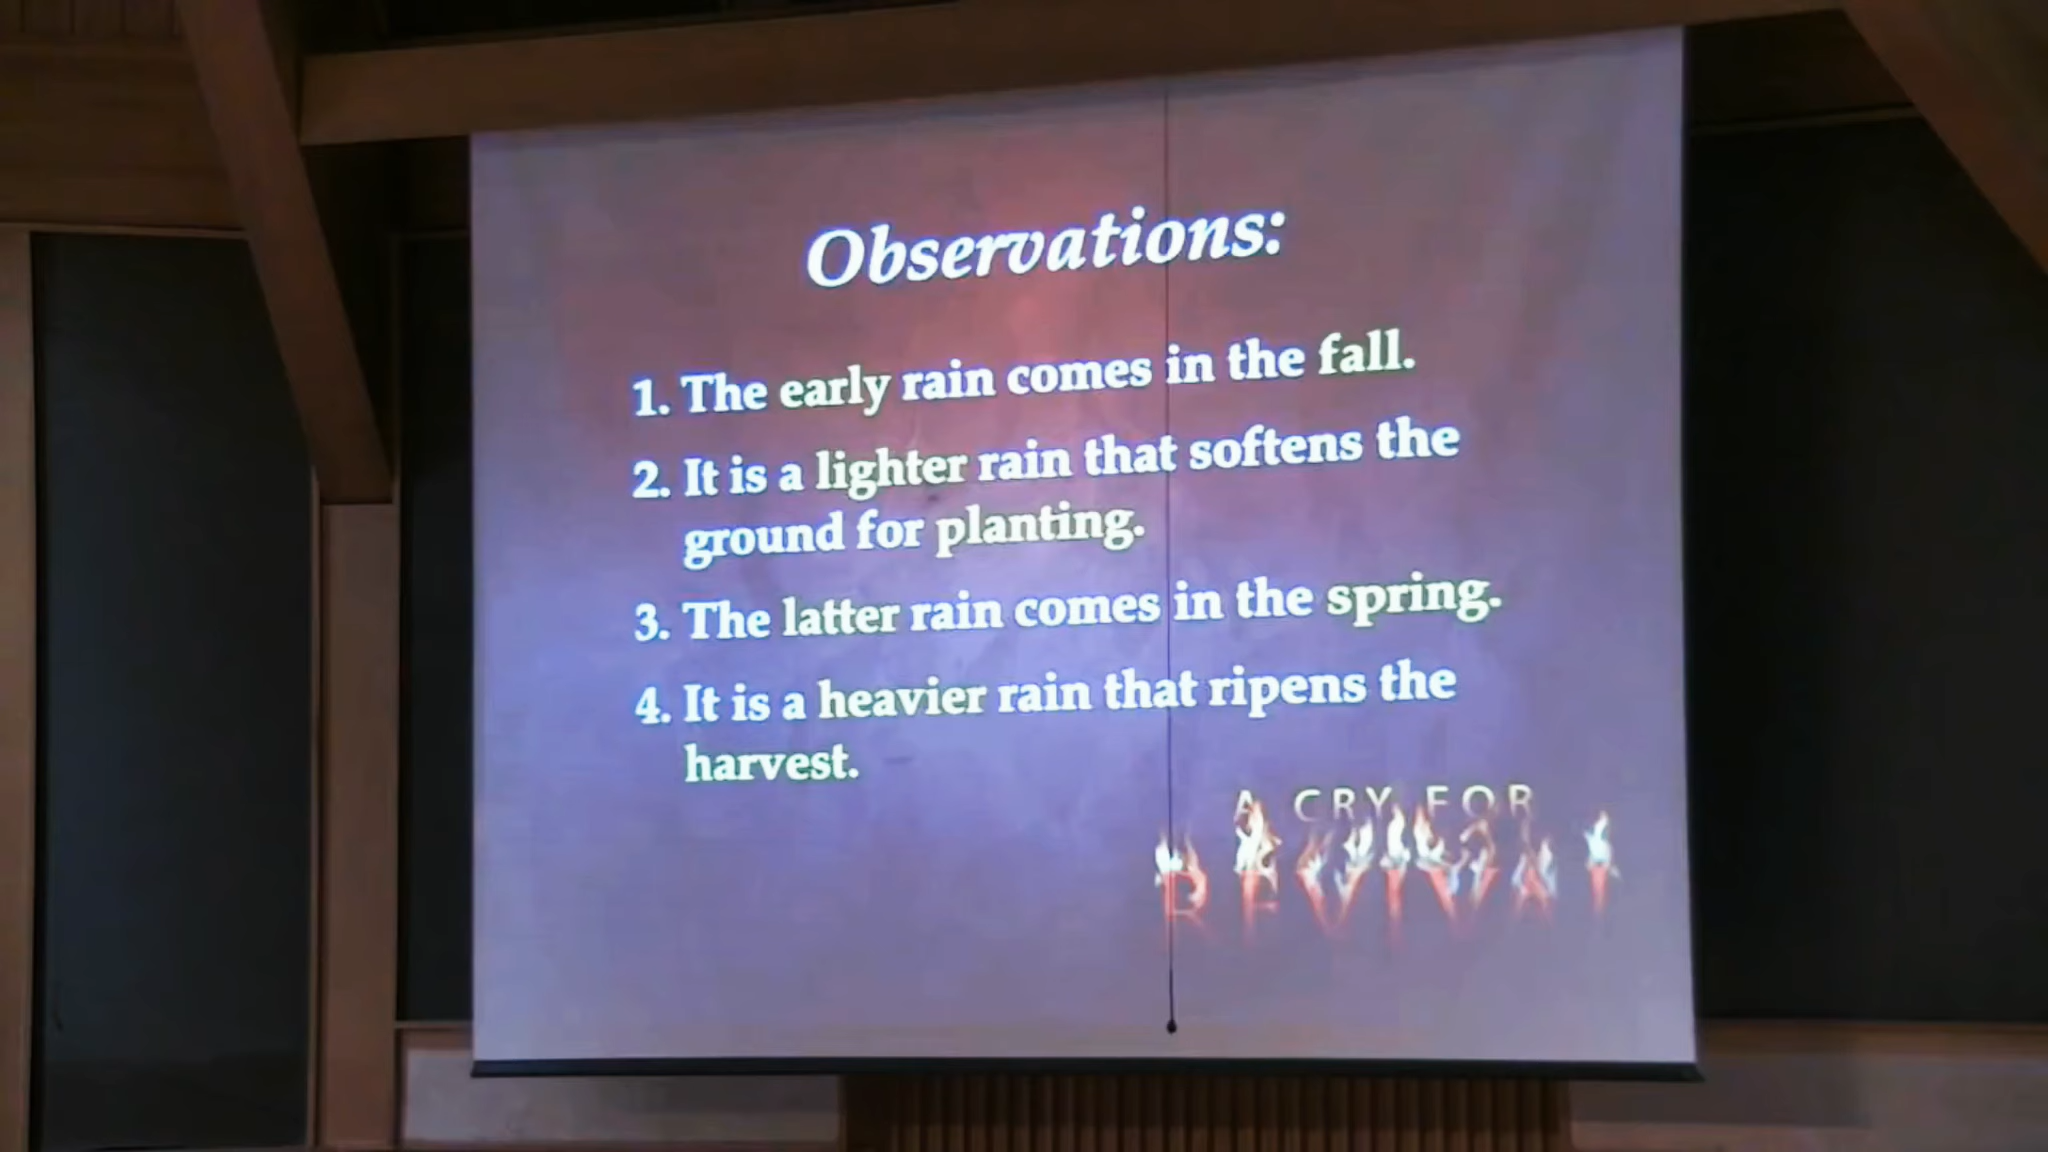 Observations:
1. The early rain comes in the fall.
2. It is a lighter rain that softens the
ground for planting.
3. The latter rain comes in the spring.
4. It is a heavier rain that ripens the
harvest.
A CRY FOR
REVIVAL